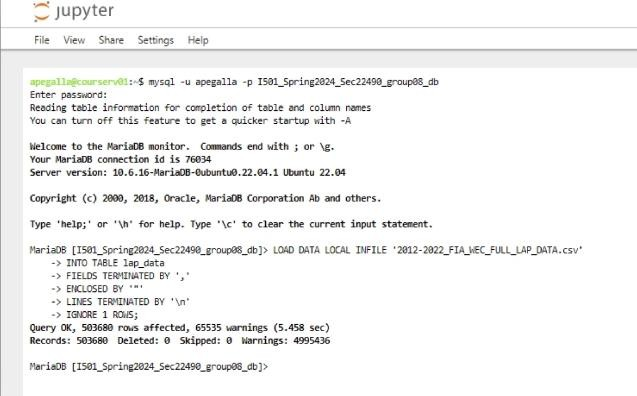 jupyter
File View Share Settings Help
apegalla@courserv01:~$ mysql -u apegalla -p I501_Spring2024_Sec22490_group08_db
Enter password:
Reading table information for completion of table and column names
You can turn off this feature to get a quicker startup with -A
Welcome to the MariaDB monitor.  Commands end with ; or \g.
Your MariaDB connection id is 76034
Server version: 10.6.16-MariaDB-0ubuntu0.22.04.1 Ubuntu 22.04
Copyright (c) 2000, 2018, Oracle, MariaDB Corporation Ab and others.
Type 'help;' or '\h' for help. Type '\c' to clear the current input statement.
MariaDB [I501_Spring2024_Sec22490_group08_db]> LOAD DATA LOCAL INFILE '2012-2022_FIA_WEC_FULL_LAP_DATA.csv'
-> INTO TABLE lap_data
-> FIELDS TERMINATED BY ','
-> ENCLOSED BY '"'
-> LINES TERMINATED BY '\n'
-> IGNORE 1 ROWS;
Query OK, 503680 rows affected, 65535 warnings (5.458 sec)
Records: 503680  Deleted: 0  Skipped: 0  Warnings: 4995436
MariaDB [I501_Spring2024_Sec22490_group08_db]>